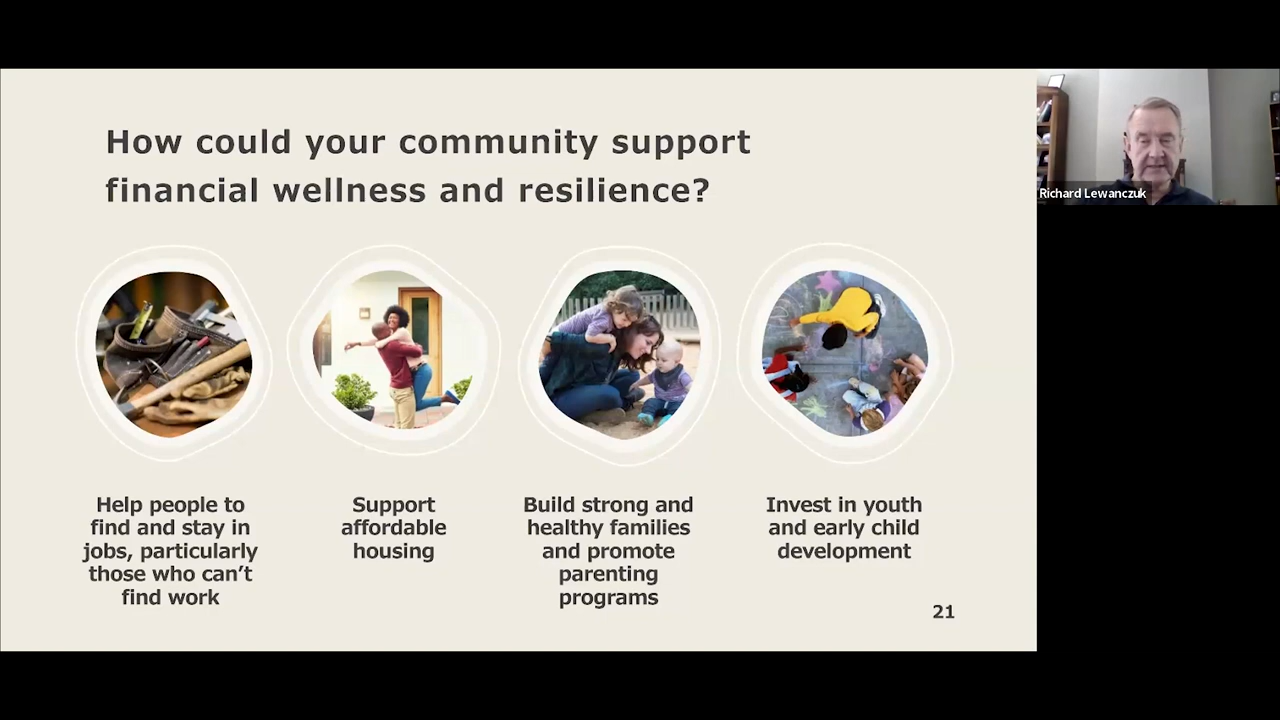 How could your community support
financial wellness and resilience?
Richard Lewanczuk
Help people to
find and stay in
jobs, particularly
those who can’t
find work
Support
affordable
housing
Build strong and
healthy families
and promote
parenting
programs
Invest in youth
and early child
development
21